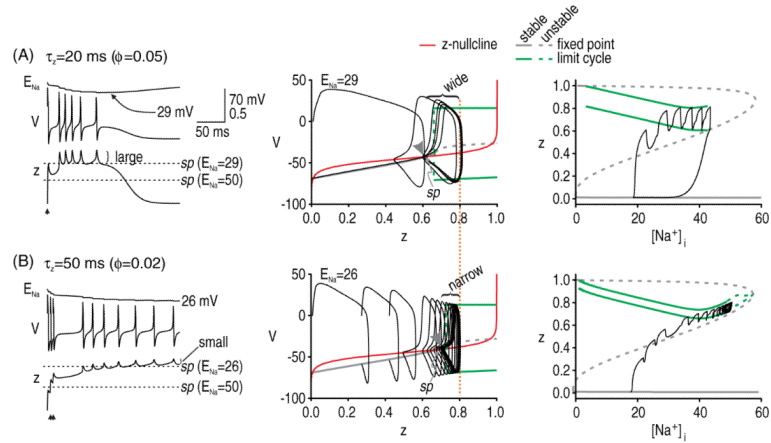 (A) τz=20 ms (ϕ=0.05)
ENa
29 mV
V
70 mV
0.5
50 ms
large
z
sp (ENa=29)
sp (ENa=50)
z-nullcline
stable
unstable
fixed point
limit cycle
ENa=29
wide
V
50
0
-50
-100
sp
0.0 0.2 0.4 0.6 0.8 1.0
z
1.0
0.8
0.6
0.4
0.2
0.0
z
0 20 40 60
[Na+]i
(B) τz=50 ms (ϕ=0.02)
ENa
26 mV
V
small
z
sp (ENa=26)
sp (ENa=50)
ENa=26
narrow
V
50
0
-50
-100
sp
0.0 0.2 0.4 0.6 0.8 1.0
z
1.0
0.8
0.6
0.4
0.2
0.0
z
0 20 40 60
[Na+]i